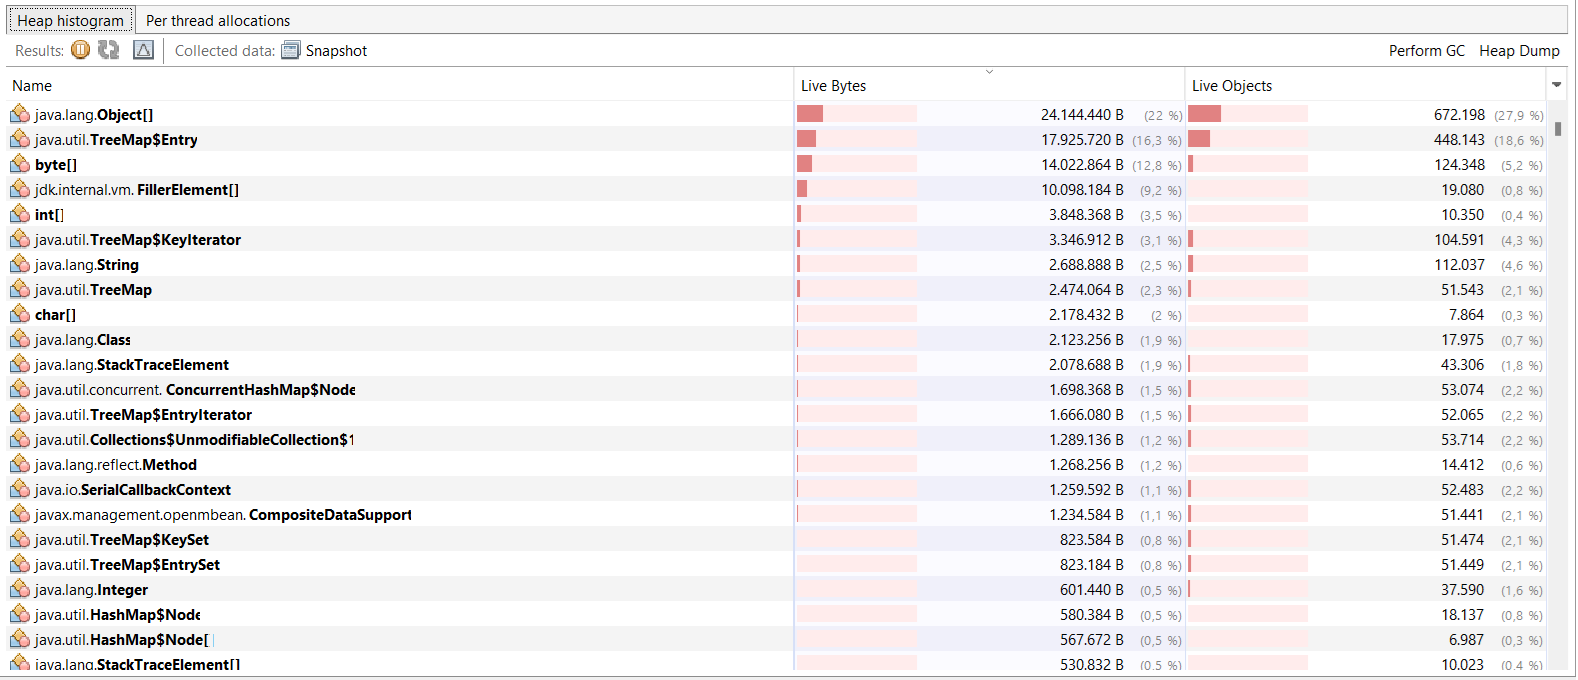 Heap histogram Per thread allocations
Results: Collected data: Snapshot Perform GC Heap Dump
Name Live Bytes Live Objects
java.lang.Object[] 24.144.440 B (22 %) 672.198 (27,9 %)
java.util.TreeMap$Entry 17.925.720 B (16,3 %) 448.143 (18,6 %)
byte[] 14.022.864 B (12,8 %) 124.348 (5,2 %)
jdk.internal.vm. FillerElement[] 10.098.184 B (9,2 %) 19.080 (0,8 %)
int[] 3.848.368 B (3,5 %) 10.350 (0,4 %)
java.util.TreeMap$KeyIterator 3.346.912 B (3,1 %) 104.591 (4,3 %)
java.lang.String 2.688.888 B (2,5 %) 112.037 (4,6 %)
java.util.TreeMap 2.474.064 B (2,3 %) 51.543 (2,1 %)
char[] 2.178.432 B (2 %) 7.864 (0,3 %)
java.lang.Class 2.123.256 B (1,9 %) 17.975 (0,7 %)
java.lang.StackTraceElement 2.078.688 B (1,9 %) 43.306 (1,8 %)
java.util.concurrent. ConcurrentHashMap$Node 1.698.368 B (1,5 %) 53.074 (2,2 %)
java.util.TreeMap$EntryIterator 1.666.080 B (1,5 %) 52.065 (2,2 %)
java.util.Collections$UnmodifiableCollection$1 1.289.136 B (1,2 %) 53.714 (2,2 %)
java.lang.reflect.Method 1.268.256 B (1,2 %) 14.412 (0,6 %)
java.io.SerialCallbackContext 1.259.592 B (1,1 %) 52.483 (2,2 %)
javax.management.openmbean. CompositeDataSupport 1.234.584 B (1,1 %) 51.441 (2,1 %)
java.util.TreeMap$KeySet 823.584 B (0,8 %) 51.474 (2,1 %)
java.util.TreeMap$EntrySet 823.184 B (0,8 %) 51.449 (2,1 %)
java.lang.Integer 601.440 B (0,5 %) 37.590 (1,6 %)
java.util.HashMap$Node 580.384 B (0,5 %) 18.137 (0,8 %)
java.util.HashMap$Node[ 567.672 B (0,5 %) 6.987 (0,3 %)
java.lang.StackTraceElement[] 530.832 B (0,5 %) 10.023 (0,4 %)